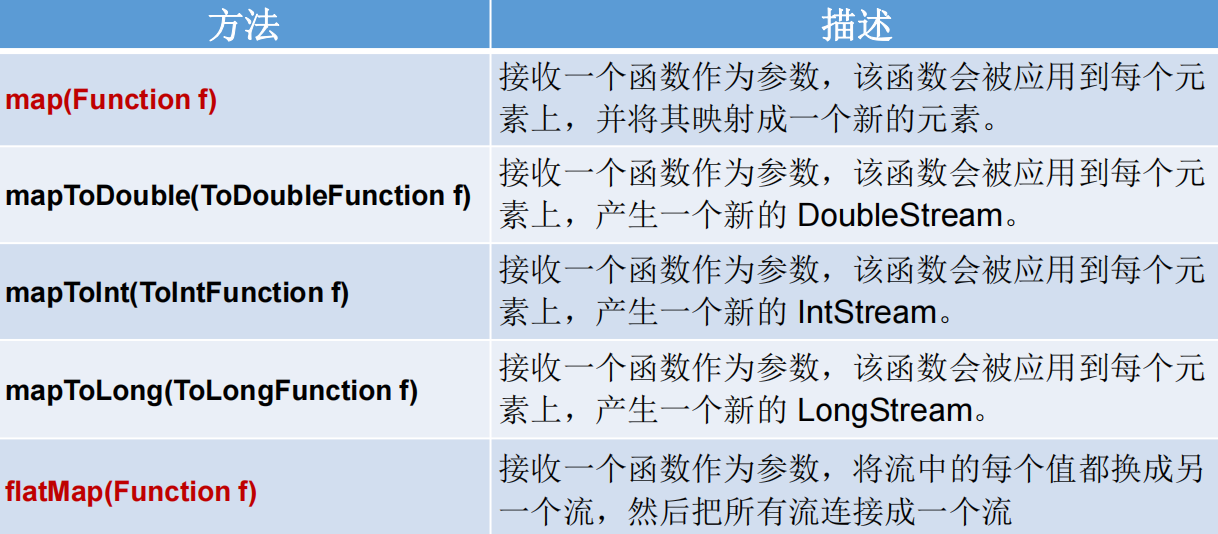 方法
描述
map(Function f)
接收一个函数作为参数，该函数会被应用到每个元
素上，并将其映射成一个新的元素。
mapToDouble(ToDoubleFunction f)
接收一个函数作为参数，该函数会被应用到每个元
素上，产生一个新的 DoubleStream。
mapToInt(ToIntFunction f)
接收一个函数作为参数，该函数会被应用到每个元
素上，产生一个新的 IntStream。
mapToLong(ToLongFunction f)
接收一个函数作为参数，该函数会被应用到每个元
素上，产生一个新的 LongStream。
flatMap(Function f)
接收一个函数作为参数，将流中的每个值都换成另
一个流，然后把所有流连接成一个流